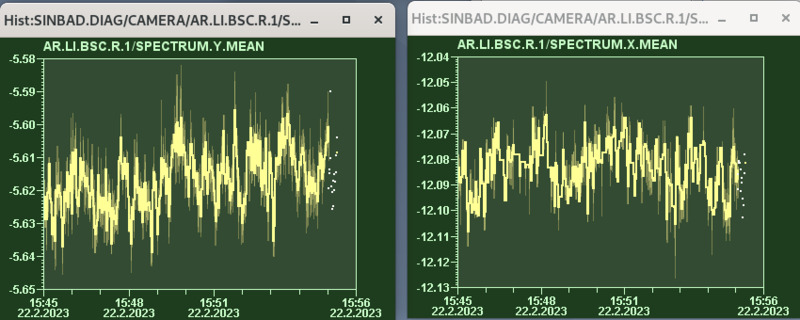 Hist:SINBAD.DIAG/CAMERA/AR.LI.BSC.R.1/S...
AR.LI.BSC.R.1/SPECTRUM.Y.MEAN
-5.58
-5.59
-5.60
-5.61
-5.62
-5.63
-5.64
-5.65
15:45 15:48 15:51 15:56
22.2.2023 22.2.2023 22.2.2023 22.2.2023
Hist:SINBAD.DIAG/CAMERA/AR.LI.BSC.R.1/S...
AR.LI.BSC.R.1/SPECTRUM.X.MEAN
-12.04
-12.05
-12.06
-12.07
-12.08
-12.09
-12.10
-12.11
-12.12
-12.13
15:45 15:48 15:51 15:56
22.2.2023 22.2.2023 22.2.2023 22.2.2023